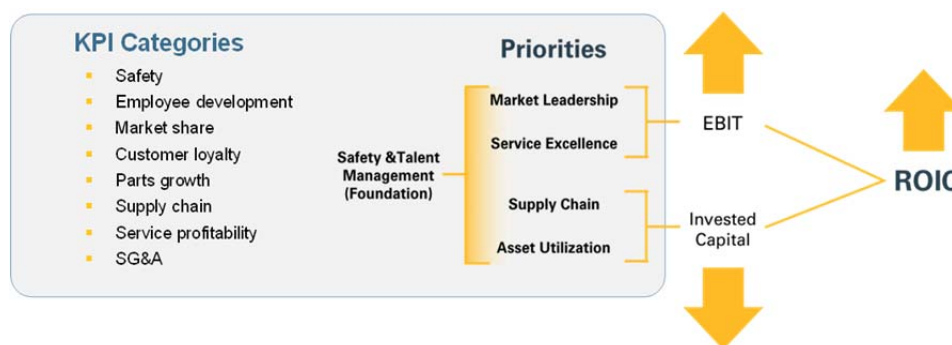 KPI Categories
Safety
Employee development
Market share
Customer loyalty
Parts growth
Supply chain
Service profitability
SG&A
Priorities
Safety &Talent
Management
(Foundation)
Market Leadership
Service Excellence
Supply Chain
Asset Utilization
EBIT
Invested
Capital
ROIC